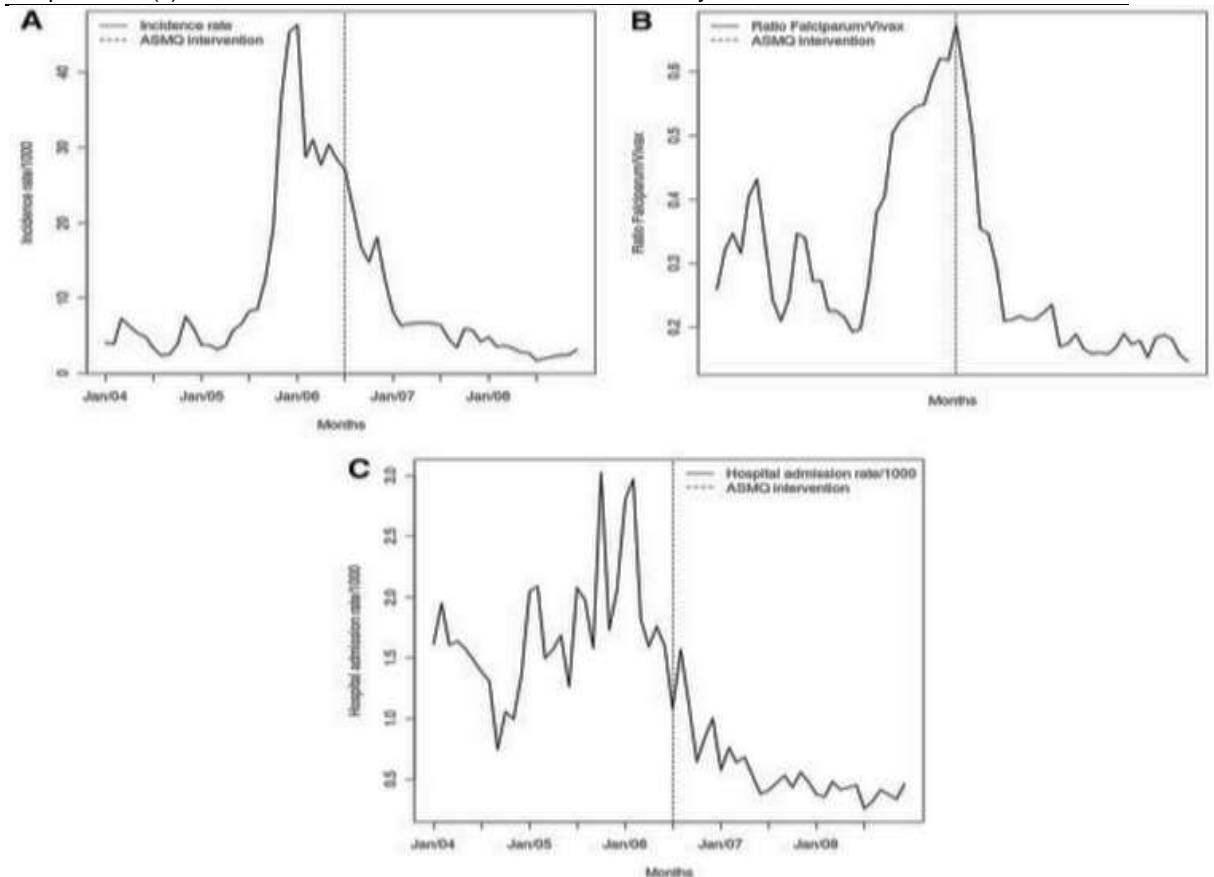 A
Incidence rate
ASMQ intervention
Incidence rate/1000
40
30
20
10
0
Jan/04 Jan/05 Jan/06 Jan/07 Jan/08
Months
B
Ratio Falciparum/Vivax
ASMQ intervention
Ratio Falciparum/Vivax
0.6
0.5
0.4
0.3
0.2
Months
C
Hospital admission rate/1000
ASMQ intervention
Hospital admission rate/1000
3.0
2.5
2.0
1.5
1.0
0.5
Jan/04 Jan/05 Jan/06 Jan/07 Jan/08
Months